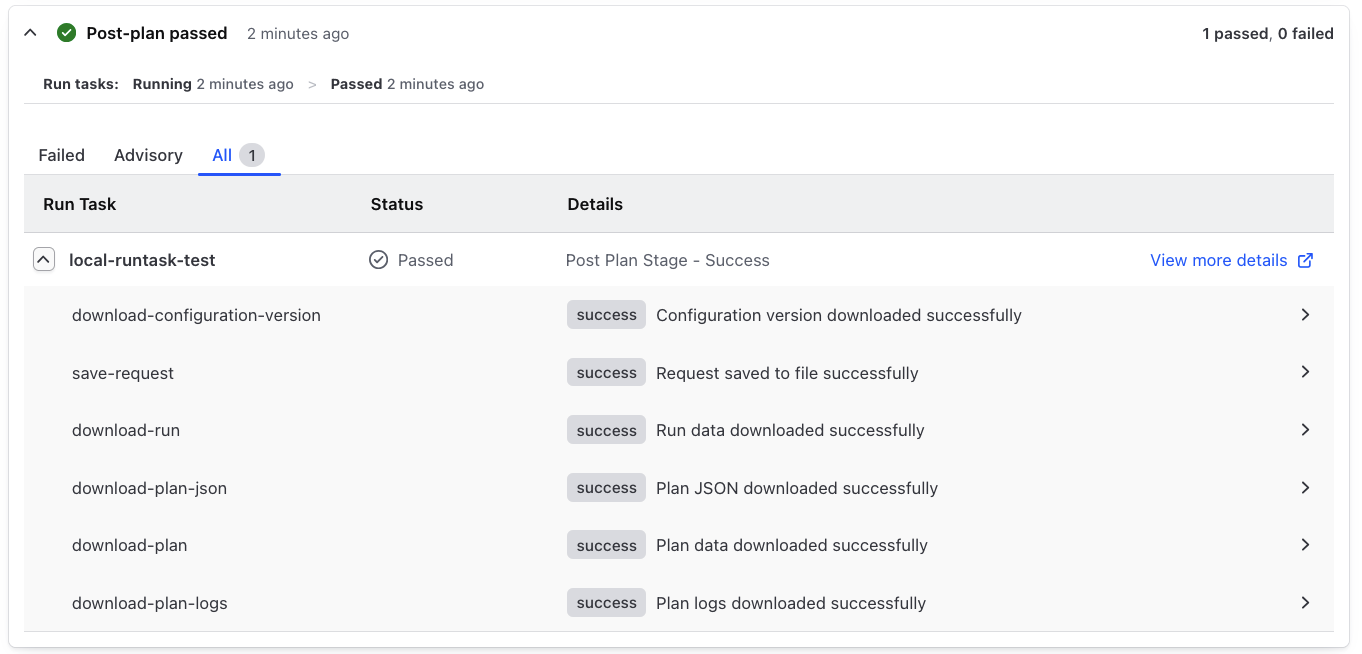 Post-plan passed 2 minutes ago 1 passed, 0 failed
Run tasks: Running 2 minutes ago > Passed 2 minutes ago
Failed Advisory All 1
Run Task Status Details
local-runtask-test Passed Post Plan Stage - Success View more details
download-configuration-version success Configuration version downloaded successfully
save-request success Request saved to file successfully
download-run success Run data downloaded successfully
download-plan-json success Plan JSON downloaded successfully
download-plan success Plan data downloaded successfully
download-plan-logs success Plan logs downloaded successfully